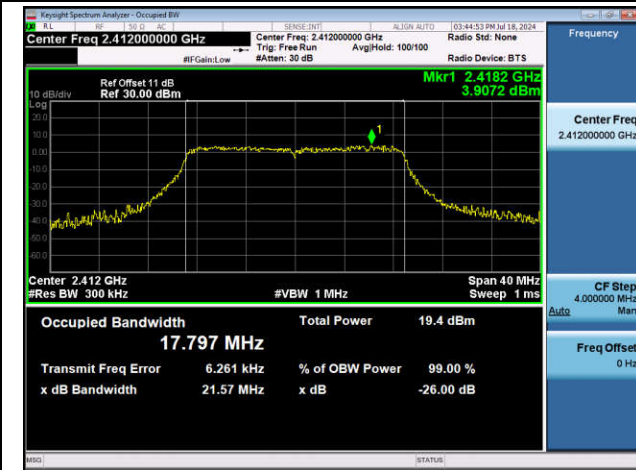 Keysight Spectrum Analyzer - Occupied BW
RL RF 50 Ω AC SENSE:INT ALIGN AUTO 03:44:53 PM Jul 18, 2024
Center Freq 2.412000000 GHz
Center Freq: 2.412000000 GHz
Radio Std: None
Trig: Free Run Avg|Hold: 100/100
#IFGain:Low
#Atten: 30 dB
Radio Device: BTS
Frequency
Ref Offset 11 dB
Mkr1 2.4182 GHz
10 dB/div
Ref 30.00 dBm
3.9072 dBm
Log
20.0
10.0
0.00
-10.0
-20.0
-30.0
-40.0
-50.0
-60.0
1
Center 2.412 GHz
Span 40 MHz
#Res BW 300 kHz
#VBW 1 MHz
Sweep 1 ms
Occupied Bandwidth
Total Power 19.4 dBm
17.797 MHz
Transmit Freq Error 6.261 kHz
% of OBW Power 99.00 %
x dB Bandwidth 21.57 MHz
x dB -26.00 dB
Center Freq
2.412000000 GHz
CF Step
4.000000 MHz
Auto Man
Freq Offset
0 Hz
MSG
STATUS